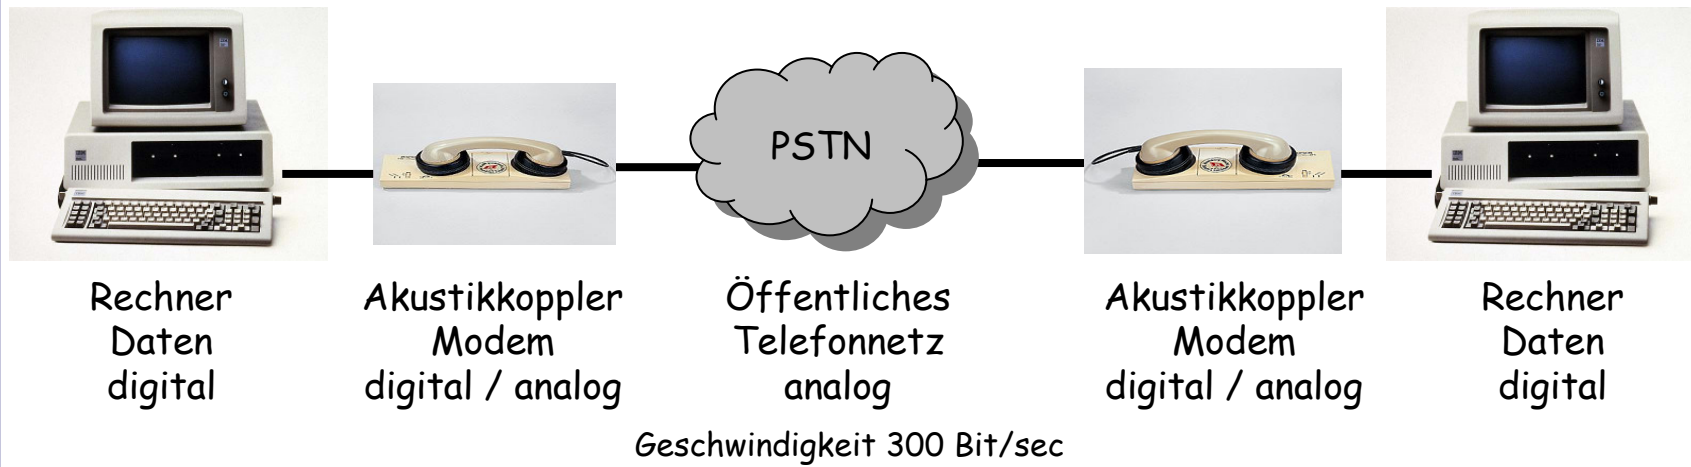 PSTN
Rechner
Daten
digital
Akustikkoppler
Modem
digital / analog
Öffentliches
Telefonnetz
analog
Akustikkoppler
Modem
digital / analog
Rechner
Daten
digital
Geschwindigkeit 300 Bit/sec